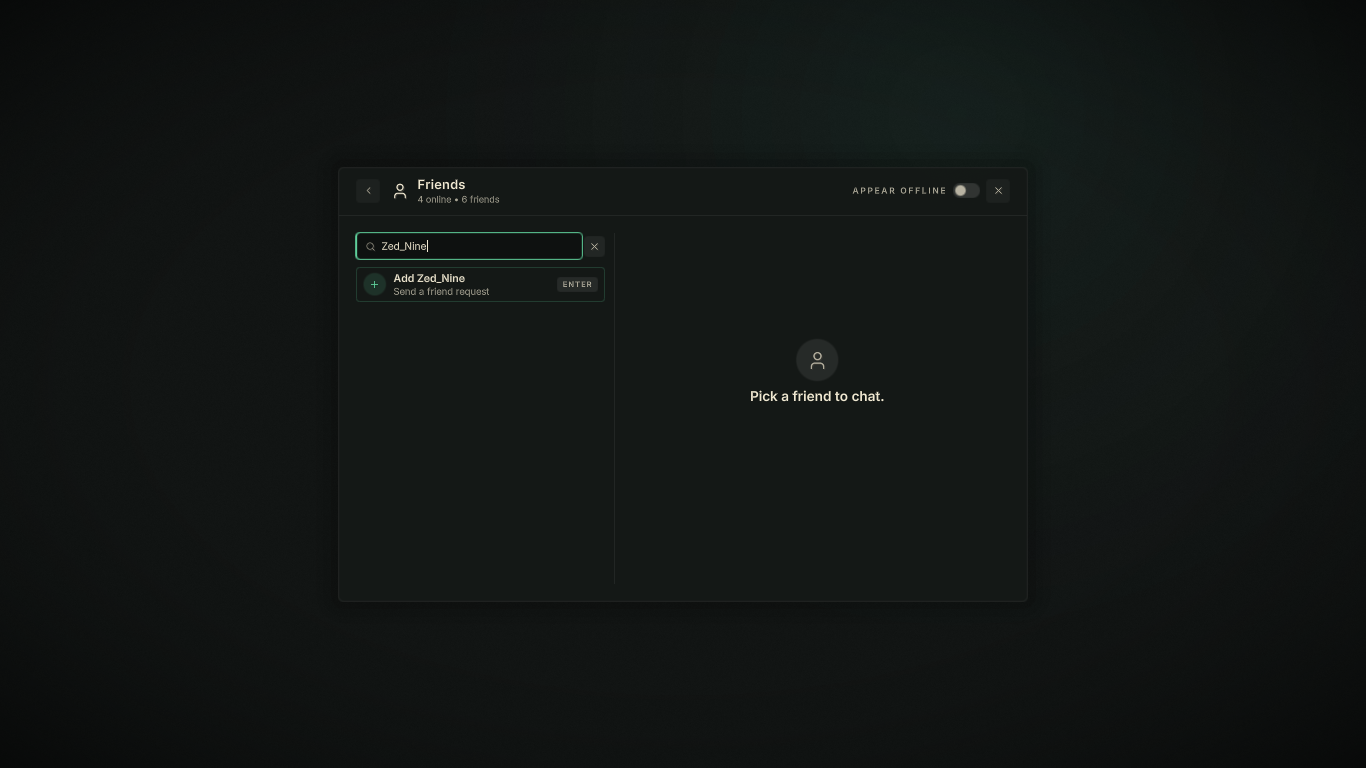 Friends
4 online • 6 friends
APPEAR OFFLINE
Zed_Nine
Add Zed_Nine
Send a friend request
ENTER
Pick a friend to chat.